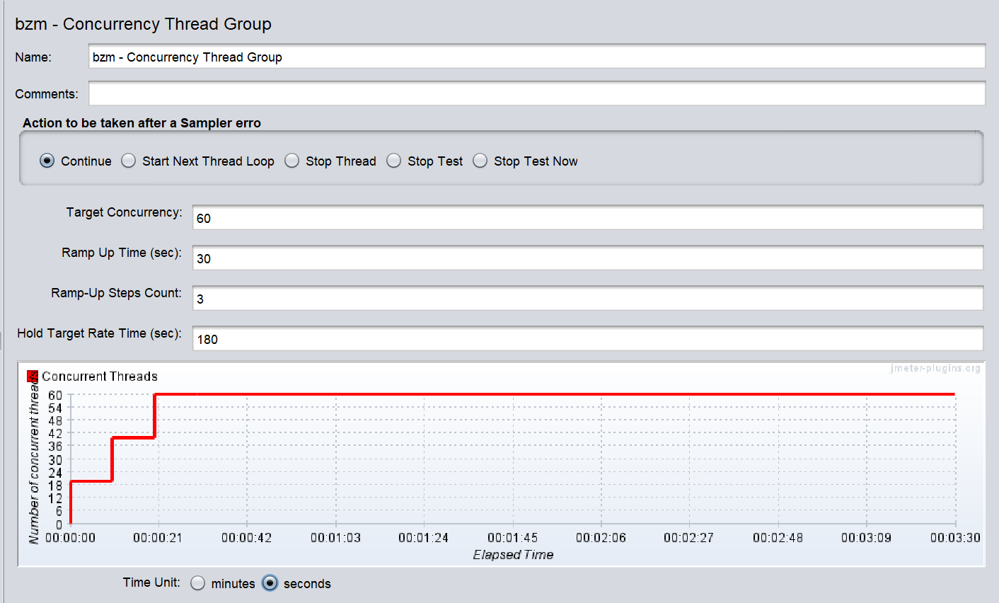 bzm - Concurrency Thread Group
Name: bzm - Concurrency Thread Group
Comments:
Action to be taken after a Sampler erro
Continue Start Next Thread Loop Stop Thread Stop Test Stop Test Now
Target Concurrency: 60
Ramp Up Time (sec): 30
Ramp-Up Steps Count: 3
Hold Target Rate Time (sec): 180
jmeter-plugins.org
Concurrent Threads
Number of concurrent threads
60
54
48
42
36
30
24
18
12
6
0
00:00:00 00:00:21 00:00:42 00:01:03 00:01:24 00:01:45 00:02:06 00:02:27 00:02:48 00:03:09 00:03:30
Elapsed Time
Time Unit: minutes seconds